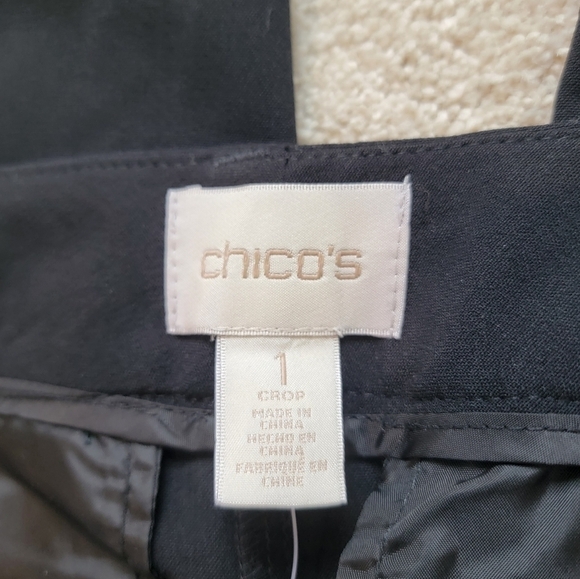 chico's
1
CROP
MADE IN
CHINA
HECHO EN
CHINA
FABRIQUÉ EN
CHINE